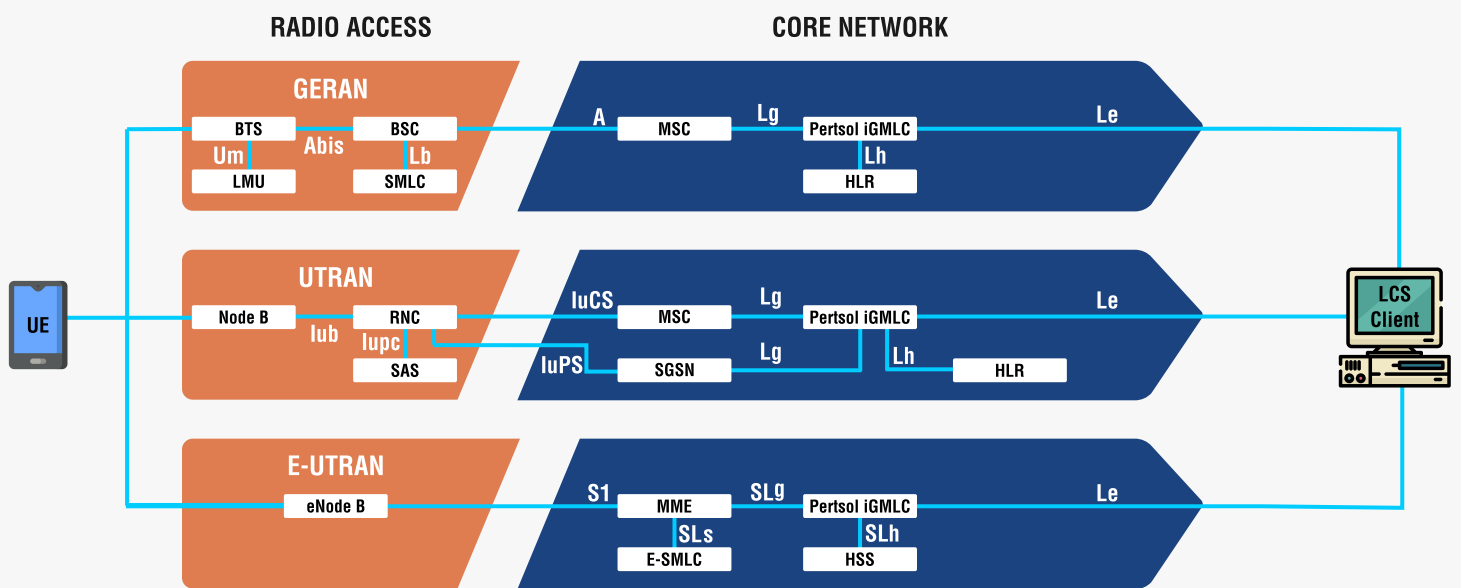 RADIO ACCESS
CORE NETWORK
GERAN
BTS
BSC
A
MSC
Lg
Pertsol iGMLC
Le
Um
Abis
Lb
Lh
LMU
SMLC
HLR
UTRAN
UE
Node B
RNC
IuCS
MSC
Lg
Pertsol iGMLC
Le
LCS
Client
Iub
Iupc
IuPS
Lg
Lh
SAS
SGSN
HLR
E-UTRAN
eNode B
S1
MME
SLg
Pertsol iGMLC
Le
SLs
SLh
E-SMLC
HSS